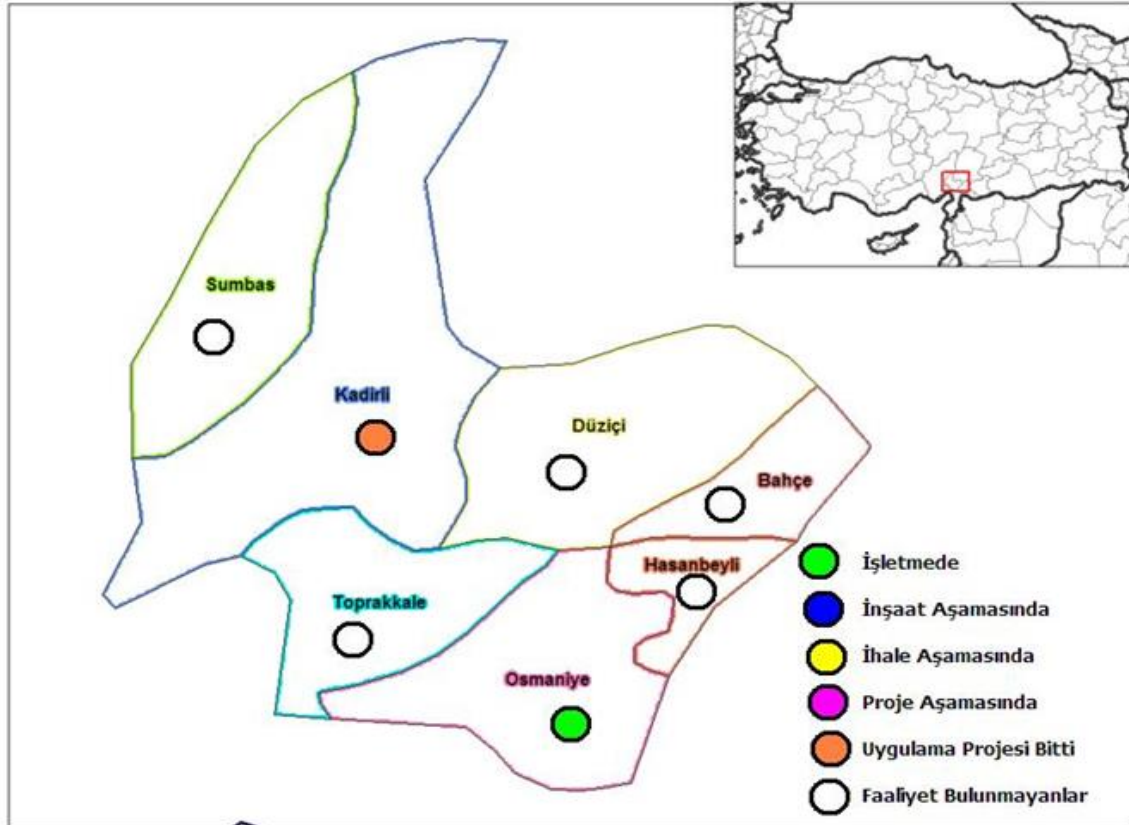 Sumbas
Kadirli
Düziçi
Bahçe
Hasanbeyli
Toprakkale
Osmaniye
İşletmede
İnşaat Aşamasında
İhale Aşamasında
Proje Aşamasında
Uygulama Projesi Bitti
Faaliyet Bulunmayanlar